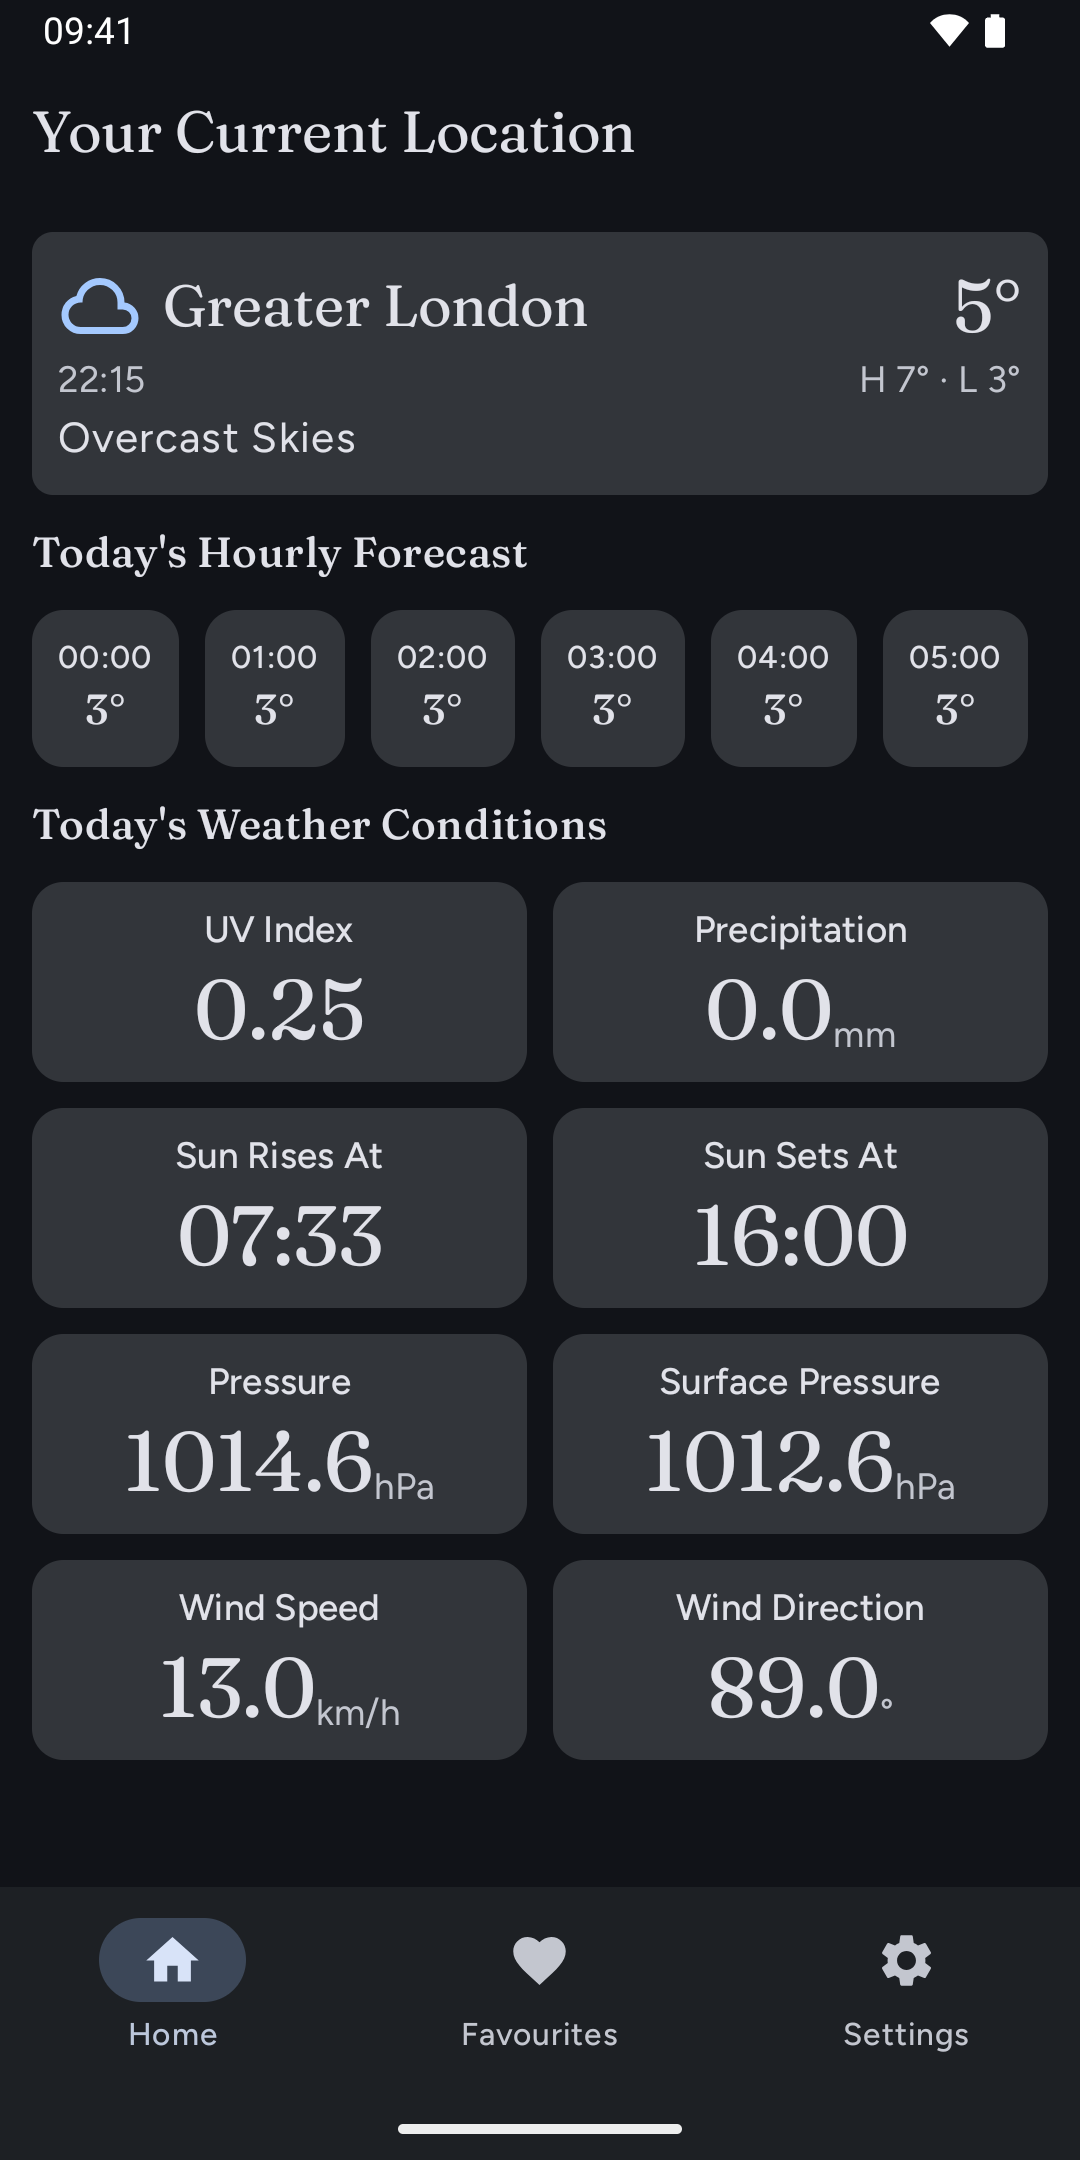 09:41
Your Current Location
Greater London 5°
22:15 H 7° · L 3°
Overcast Skies
Today's Hourly Forecast
00:00 01:00 02:00 03:00 04:00 05:00
3° 3° 3° 3° 3° 3°
Today's Weather Conditions
UV Index Precipitation
0.25 0.0mm
Sun Rises At Sun Sets At
07:33 16:00
Pressure Surface Pressure
1014.6hPa 1012.6hPa
Wind Speed Wind Direction
13.0km/h 89.0°
Home Favourites Settings